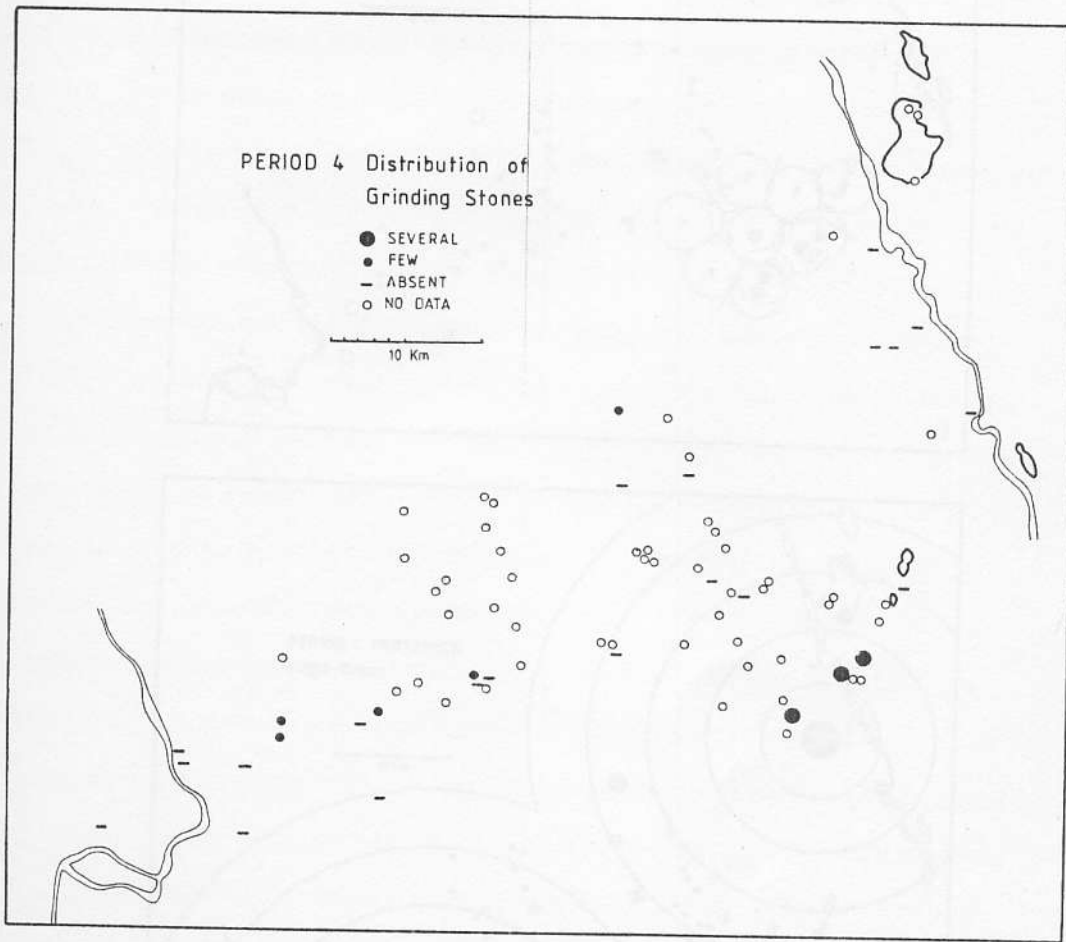 PERIOD 4 Distribution of
Grinding Stones
SEVERAL
FEW
ABSENT
NO DATA
10 Km